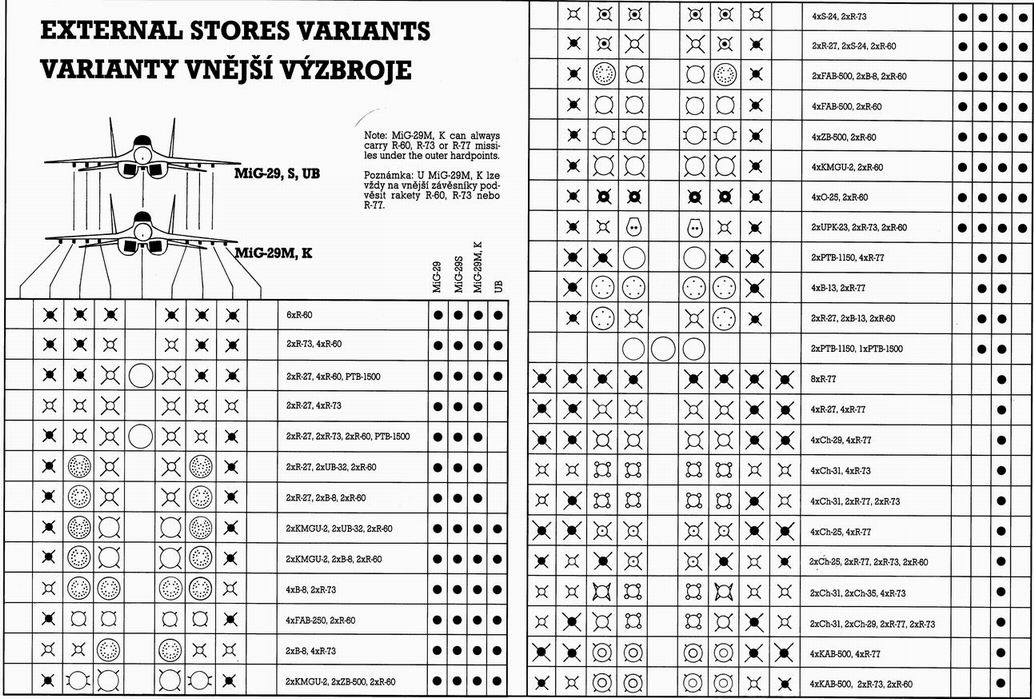 EXTERNAL STORES VARIANTS
VARIANTY VNĚJŠÍ VÝZBROJE
Note: MiG-29M, K can always
carry R-60, R-73 or R-77 missi-
les under the outer hardpoints.
Poznámka: U MiG-29M, K lze
vždy na vnější závěsníky pod-
věsit rakety R-60, R-73 nebo
R-77.
MiG-29, S, UB
MiG-29M, K
MiG-29
MiG-29S
MiG-29M, K
UB
6xR-60
2xR-73, 4xR-60
2xR-27, 4xR-60, PTB-1500
2xR-27, 4xR-73
2xR-27, 2xR-73, 2xR-60, PTB-1500
2xR-27, 2xUB-32, 2xR-60
2xR-27, 2xB-8, 2xR-60
2xKMGU-2, 2xUB-32, 2xR-60
2xKMGU-2, 2xB-8, 2xR-60
4xB-8, 2xR-73
4xFAB-250, 2xR-60
2xB-8, 4xR-73
2xKMGU-2, 2xZB-500, 2xR-60
4xS-24, 2xR-73
2xR-27, 2xS-24, 2xR-60
2xFAB-500, 2xB-8, 2xR-60
4xFAB-500, 2xR-60
4xZB-500, 2xR-60
4xKMGU-2, 2xR-60
4xO-25, 2xR-60
2xUPK-23, 2xR-73, 2xR-60
2xPTB-1150, 4xR-77
4xB-13, 2xR-77
2xR-27, 2xB-13, 2xR-60
2xPTB-1150, 1xPTB-1500
8xR-77
4xR-27, 4xR-77
4xCh-29, 4xR-77
4xCh-31, 4xR-73
4xCh-31, 2xR-77, 2xR-73
4xCh-25, 4xR-77
2xCh-25, 2xR-77, 2xR-73, 2xR-60
2xCh-31, 2xCh-35, 4xR-73
2xCh-31, 2xCh-29, 2xR-77, 2xR-73
4xKAB-500, 4xR-77
4xKAB-500, 2xR-73, 2xR-60